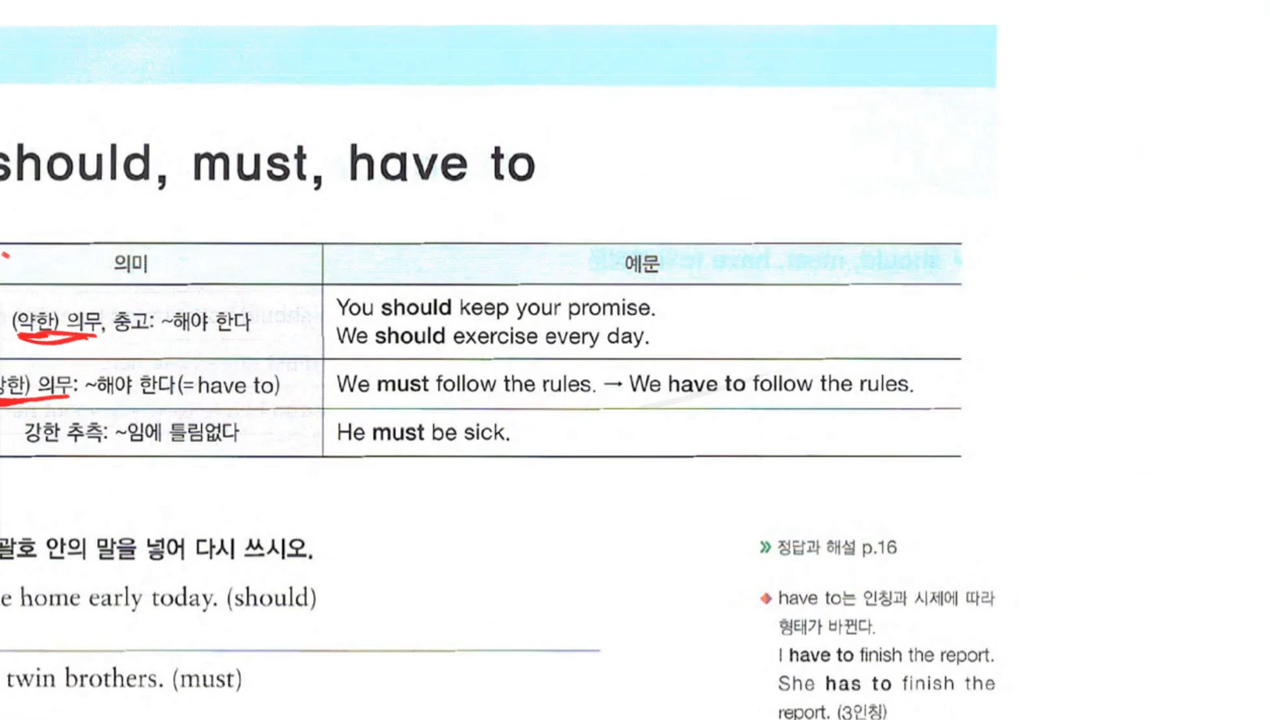 should, must, have to
의미
예문
(약한) 의무, 충고: ~해야 한다
You should keep your promise.
We should exercise every day.
한) 의무: ~해야 한다(= have to)
We must follow the rules. → We have to follow the rules.
강한 추측: ~임에 틀림없다
He must be sick.
괄호 안의 말을 넣어 다시 쓰시오.
e home early today. (should)
twin brothers. (must)
» 정답과 해설 p.16
have to는 인칭과 시제에 따라
형태가 바뀐다.
I have to finish the report.
She has to finish the
report. (3인칭)